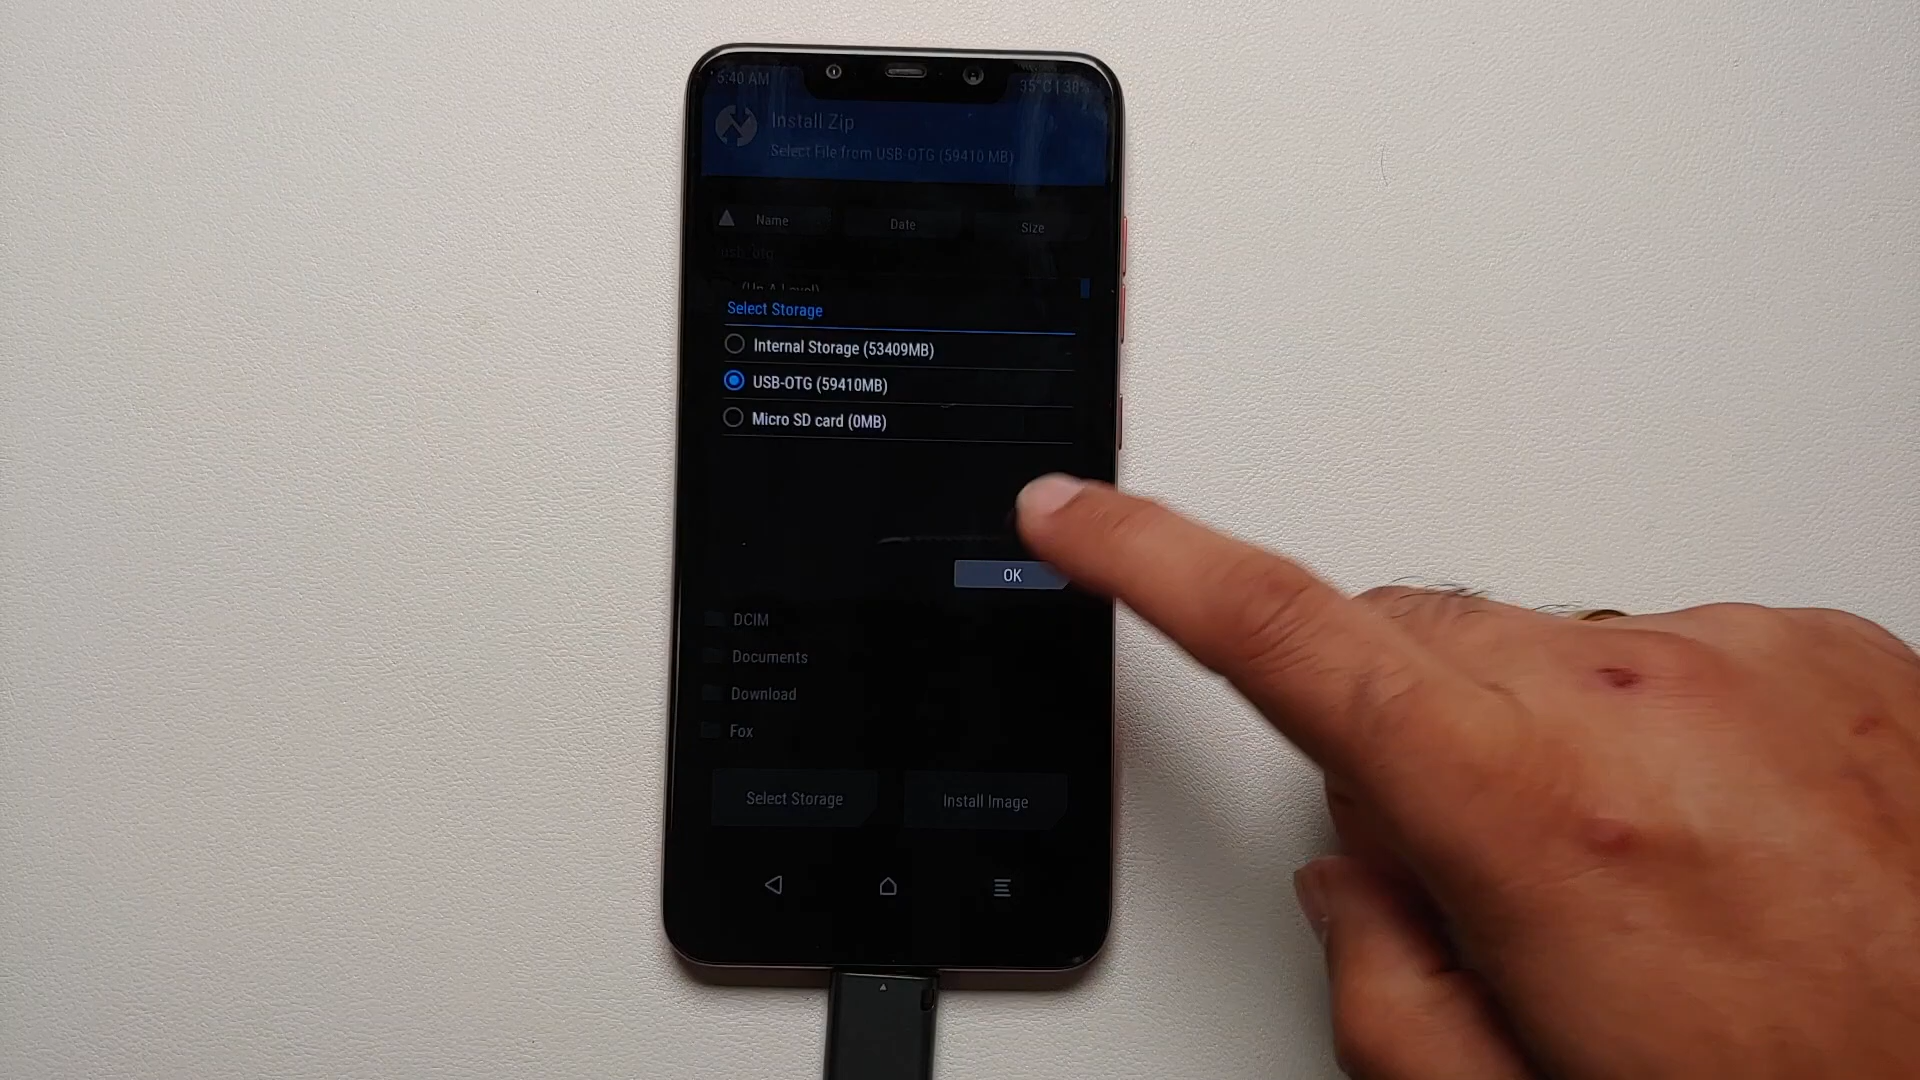 5:40 AM
35°C | 38%
Install Zip
Select File from USB-OTG (59410 MB)
Name
Date
Size
/usb_otg
(Up A Level)
Select Storage
Internal Storage (53409MB)
USB-OTG (59410MB)
Micro SD card (0MB)
OK
DCIM
Documents
Download
Fox
Select Storage
Install Image